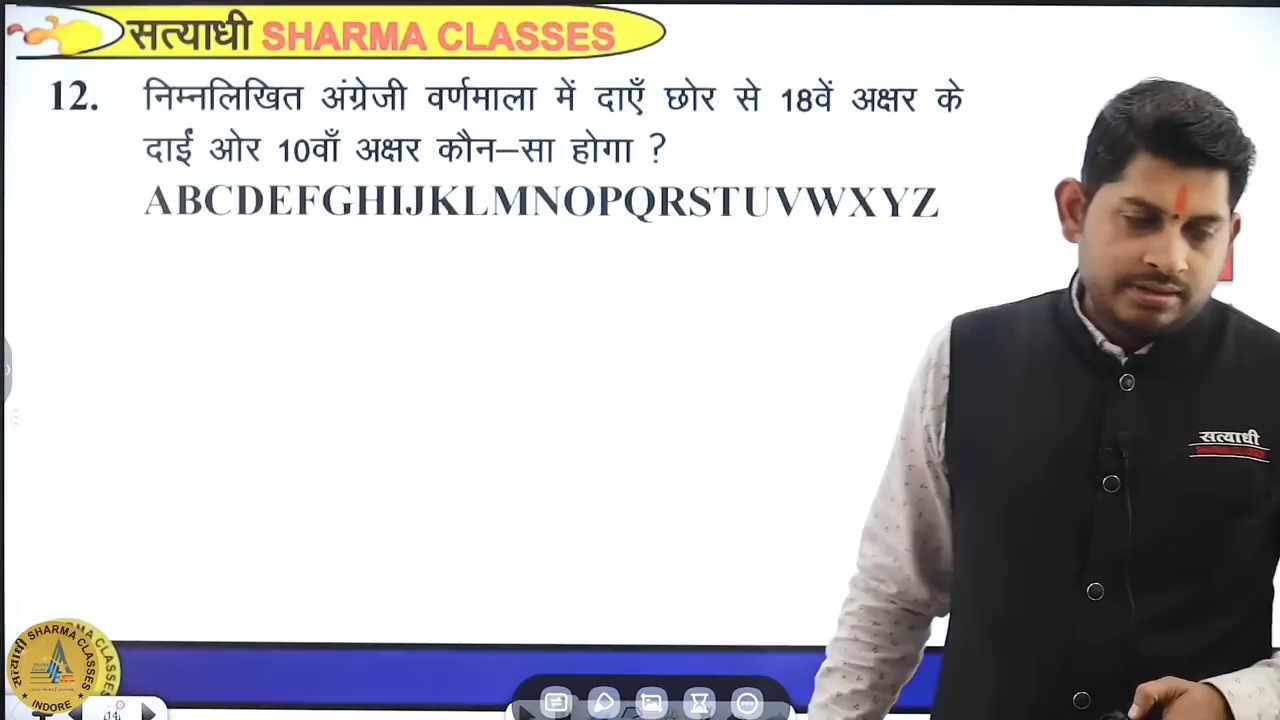 सत्याधी SHARMA CLASSES
12. निम्नलिखित अंग्रेजी वर्णमाला में दाएँ छोर से 18वें अक्षर के
दाईं ओर 10वाँ अक्षर कौन–सा होगा ?
ABCDEFGHIJKLMNOPQRSTUVWXYZ
सत्याधी
सत्याधी SHARMA CLASSES
INDORE